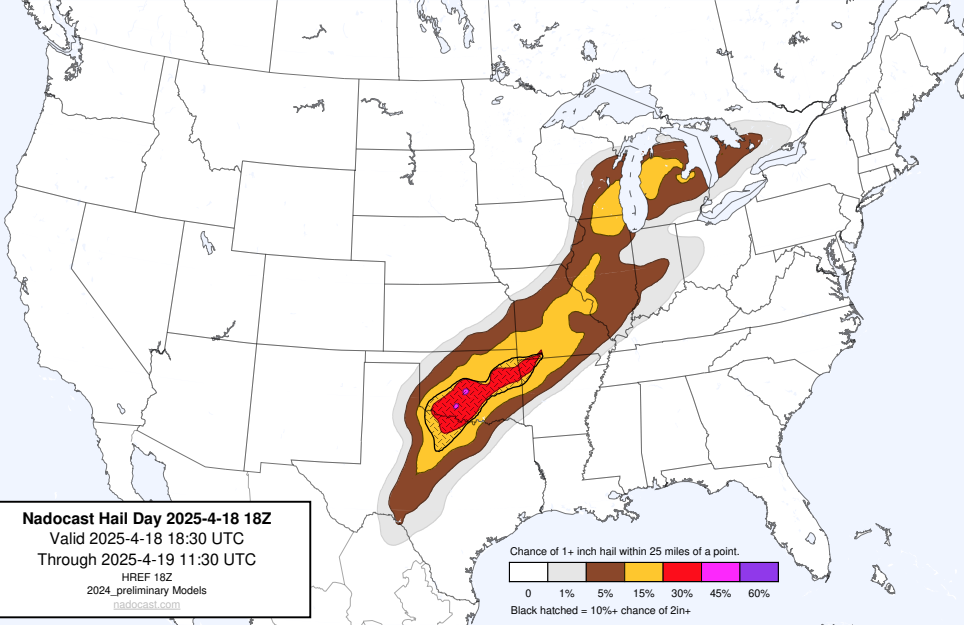 Nadocast Hail Day 2025-4-18 18Z
Valid 2025-4-18 18:30 UTC
Through 2025-4-19 11:30 UTC
HREF 18Z
2024_preliminary Models
nadocast.com
Chance of 1+ inch hail within 25 miles of a point.
0 1% 5% 15% 30% 45% 60%
Black hatched = 10%+ chance of 2in+